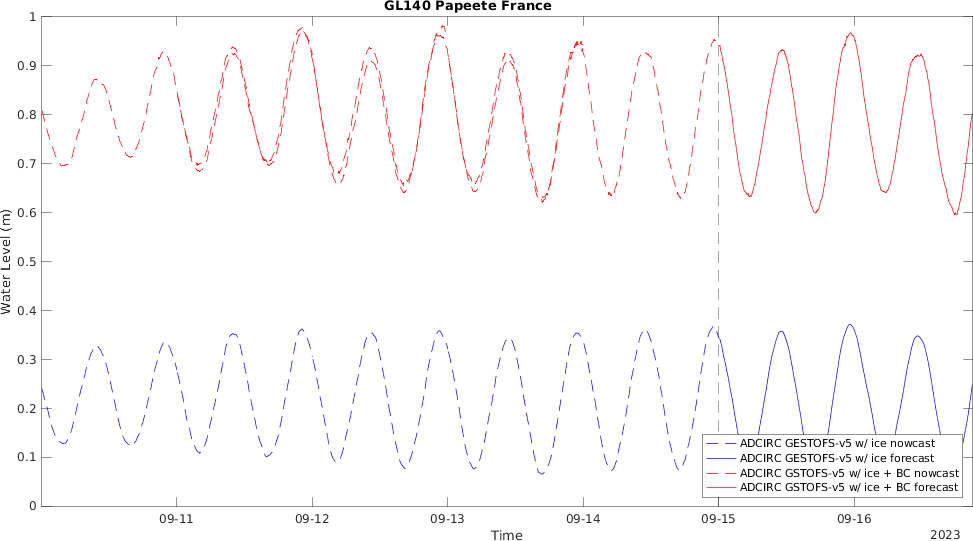 GL140 Papeete France
1
0.9
0.8
0.7
0.6
0.5
0.4
0.3
0.2
0.1
0
Water Level (m)
ADCIRC GESTOFS-v5 w/ ice nowcast
ADCIRC GESTOFS-v5 w/ ice forecast
ADCIRC GSTOFS-v5 w/ ice + BC nowcast
ADCIRC GSTOFS-v5 w/ ice + BC forecast
09-11 09-12 09-13 09-14 09-15 09-16
Time
2023